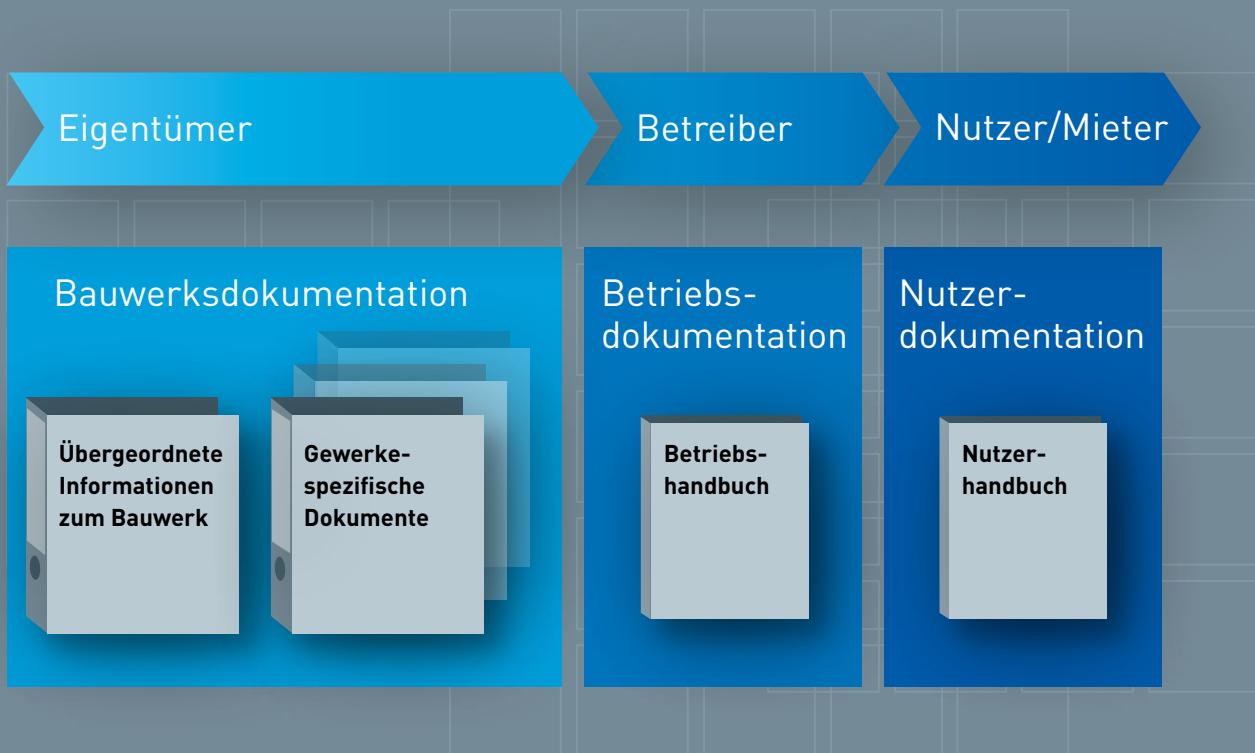 Eigentümer
Betreiber
Nutzer/Mieter
Bauwerksdokumentation
Übergeordnete
Informationen
zum Bauwerk
Gewerke-
spezifische
Dokumente
Betriebs-
dokumentation
Betriebs-
handbuch
Nutzer-
dokumentation
Nutzer-
handbuch